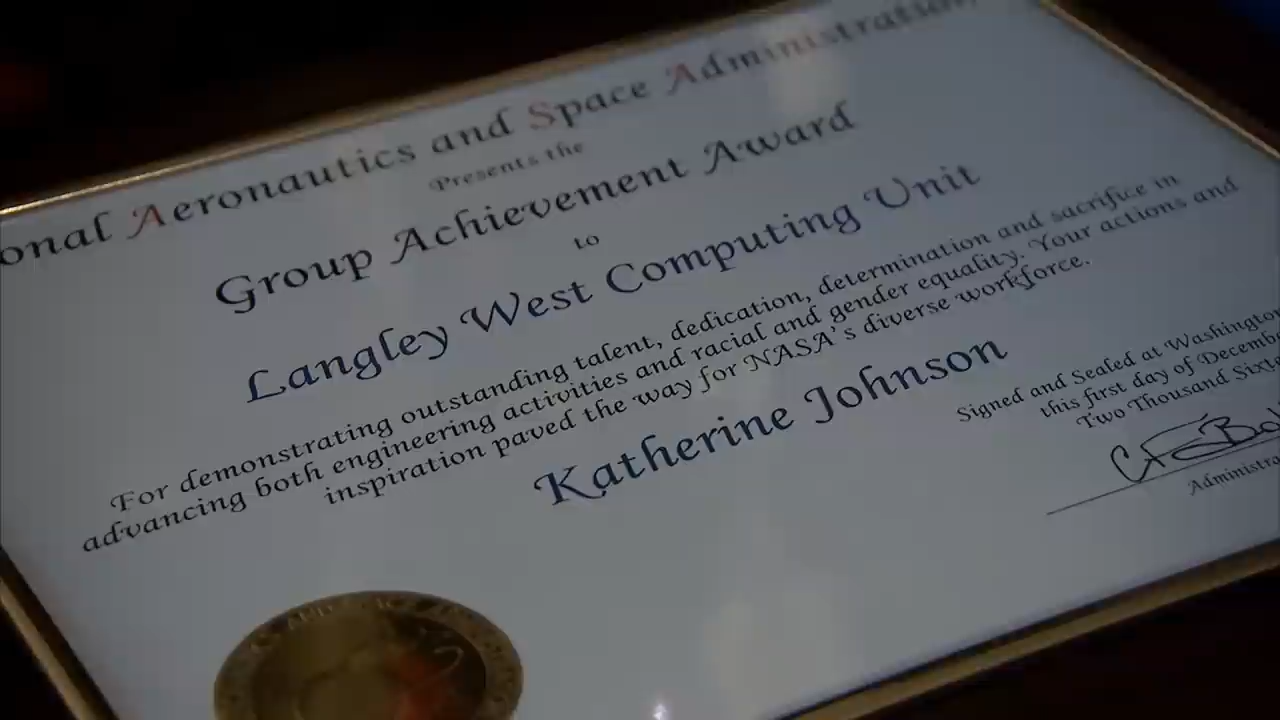 onal Aeronautics and Space Administration
Presents the
Group Achievement Award
to
Langley West Computing Unit
For demonstrating outstanding talent, dedication, determination and sacrifice in
advancing both engineering activities and racial and gender equality. Your actions and
inspiration paved the way for NASA's diverse workforce.
Katherine Johnson
Signed and Sealed at Washington
this first day of Decemb
Two Thousand Sixte
Administra